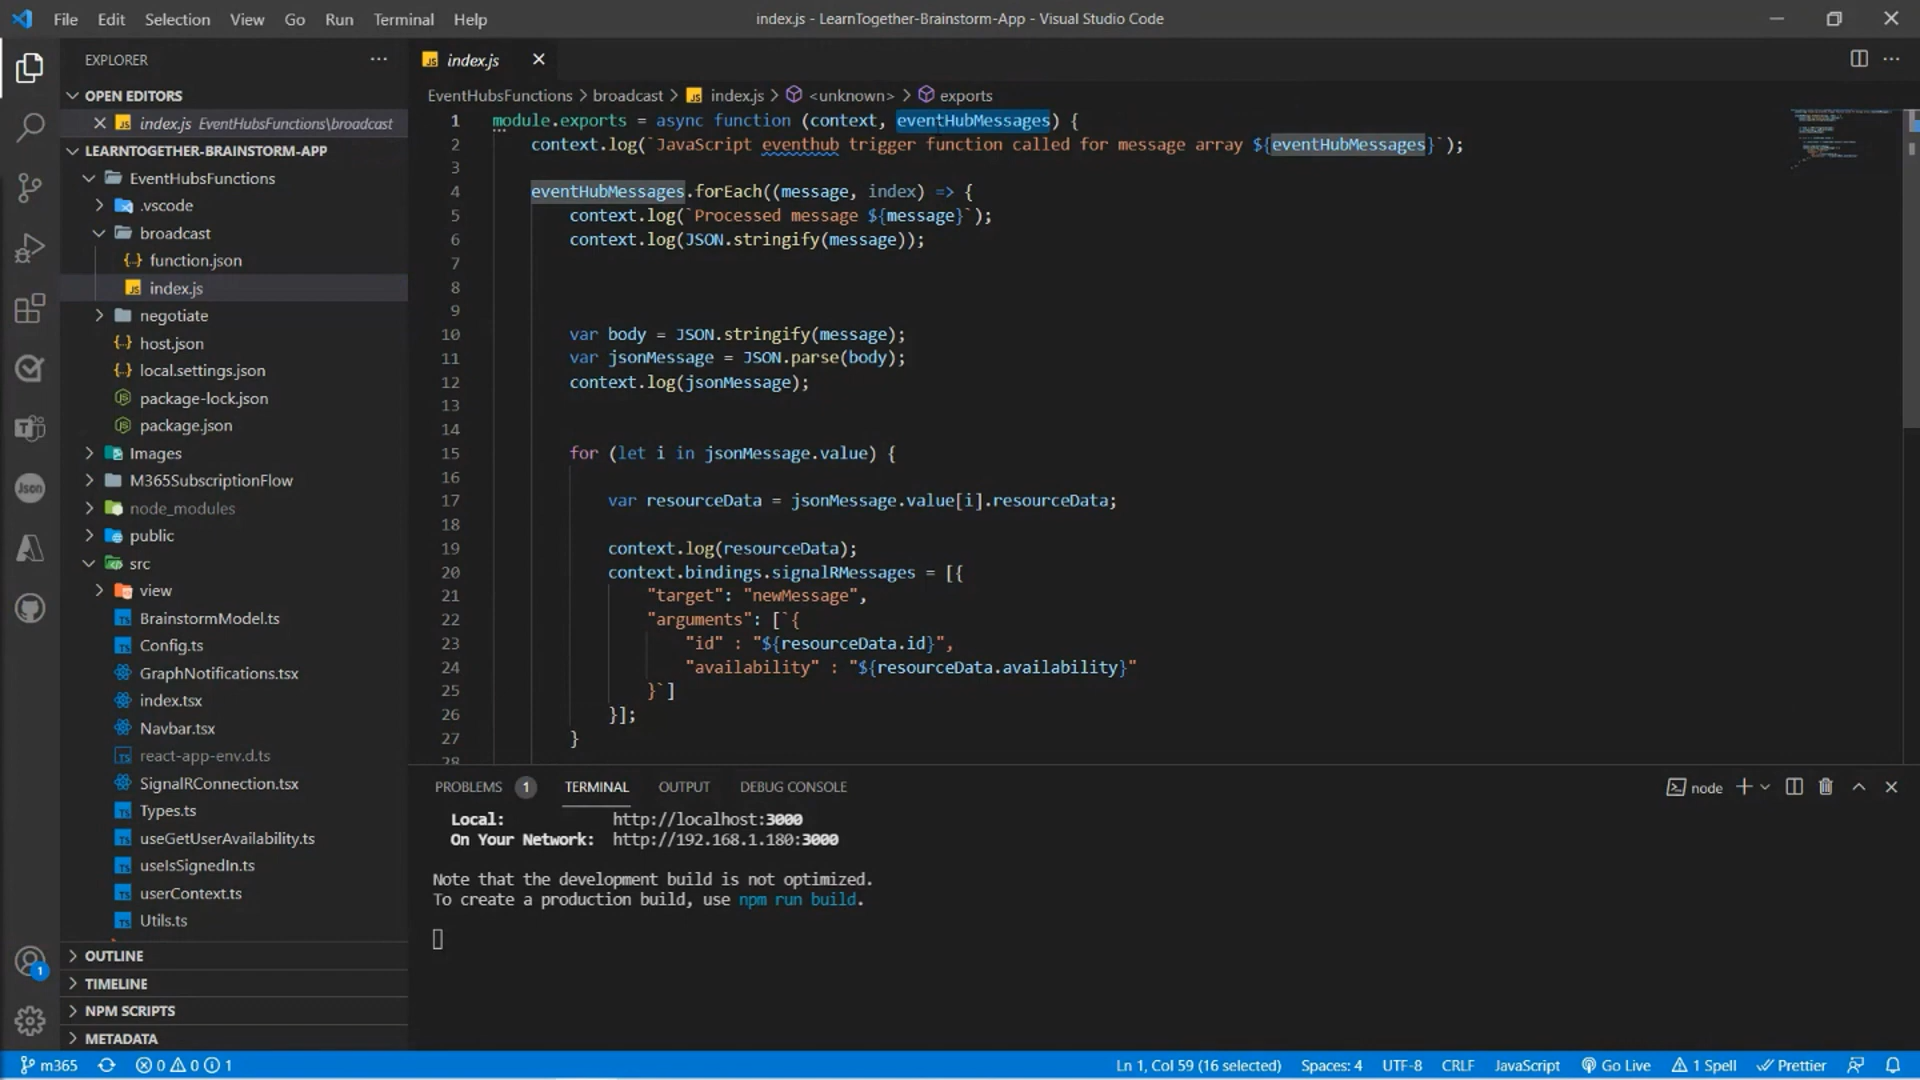 File Edit Selection View Go Run Terminal Help
index.js - LearnTogether-Brainstorm-App - Visual Studio Code
EXPLORER
OPEN EDITORS
index.js EventHubsFunctions\broadcast
LEARNTOGETHER-BRAINSTORM-APP
EventHubsFunctions
.vscode
broadcast
function.json
index.js
negotiate
host.json
local.settings.json
package-lock.json
package.json
Images
M365SubscriptionFlow
node_modules
public
src
view
BrainstormModel.ts
Config.ts
GraphNotifications.tsx
index.tsx
Navbar.tsx
react-app-env.d.ts
SignalRConnection.tsx
Types.ts
useGetUserAvailability.ts
useIsSignedIn.ts
userContext.ts
Utils.ts
OUTLINE
TIMELINE
NPM SCRIPTS
METADATA
index.js
EventHubsFunctions > broadcast > index.js > <unknown> > exports
1 module.exports = async function (context, eventHubMessages) {
2 context.log(`JavaScript eventhub trigger function called for message array ${eventHubMessages}`);
3
4 eventHubMessages.forEach((message, index) => {
5 context.log(`Processed message ${message}`);
6 context.log(JSON.stringify(message));
7
8
9
10 var body = JSON.stringify(message);
11 var jsonMessage = JSON.parse(body);
12 context.log(jsonMessage);
13
14
15 for (let i in jsonMessage.value) {
16
17 var resourceData = jsonMessage.value[i].resourceData;
18
19 context.log(resourceData);
20 context.bindings.signalRMessages = [{
21 "target": "newMessage",
22 "arguments": [`{
23 "id" : "${resourceData.id}",
24 "availability" : "${resourceData.availability}"
25 }`]
26 }];
27 }
28
PROBLEMS 1 TERMINAL OUTPUT DEBUG CONSOLE
node
Local: http://localhost:3000
On Your Network: http://192.168.1.180:3000
Note that the development build is not optimized.
To create a production build, use npm run build.
Json
1
m365 0 0 1
Ln 1, Col 59 (16 selected) Spaces: 4 UTF-8 CRLF JavaScript Go Live 1 Spell Prettier